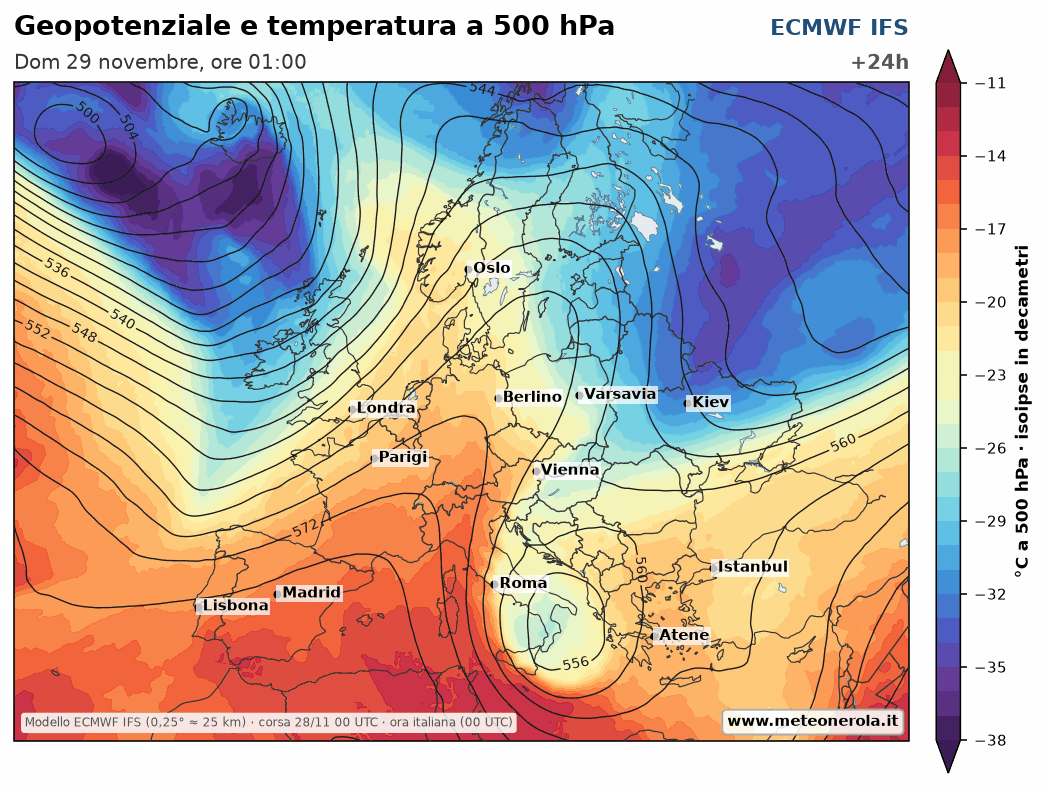 Geopotenziale e temperatura a 500 hPa
ECMWF IFS
Dom 29 novembre, ore 01:00
+24h
544
500
504
536
540
552
548
Oslo
Londra
Berlino
Varsavia
Kiev
Parigi
Vienna
560
572
Roma
560
Istanbul
Madrid
Lisbona
Atene
556
Modello ECMWF IFS (0,25° ≈ 25 km) · corsa 28/11 00 UTC · ora italiana (00 UTC)
www.meteonerola.it
−11
−14
−17
−20
−23
−26
−29
−32
−35
−38
°C a 500 hPa · isoipse in decametri